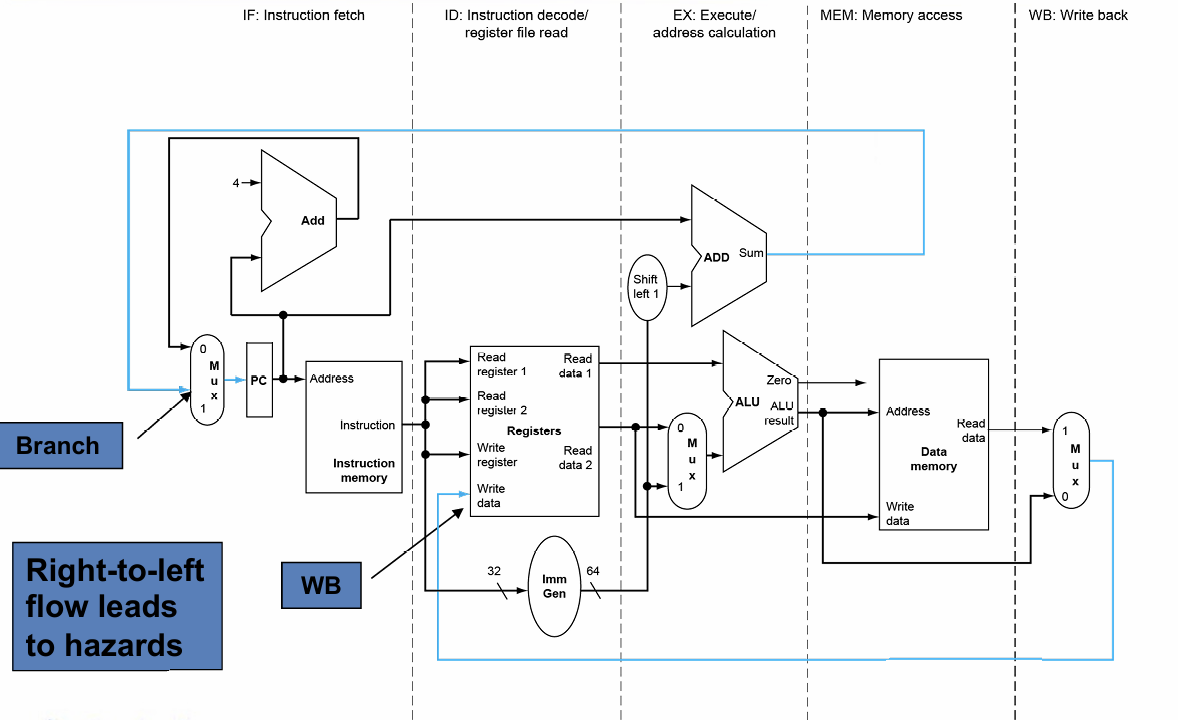 IF: Instruction fetch
ID: Instruction decode/
register file read
EX: Execute/
address calculation
MEM: Memory access
WB: Write back
4
Add
ADD
Sum
Shift
left 1
0
M
u
x
1
PC
Address
Instruction
Instruction
memory
Read
register 1
Read
register 2
Registers
Write
register
Write
data
Read
data 1
Read
data 2
0
M
u
x
1
Zero
ALU
ALU
result
Address
Read
data
Data
memory
Write
data
1
M
u
x
0
32
Imm
Gen
64
Branch
WB
Right-to-left
flow leads
to hazards